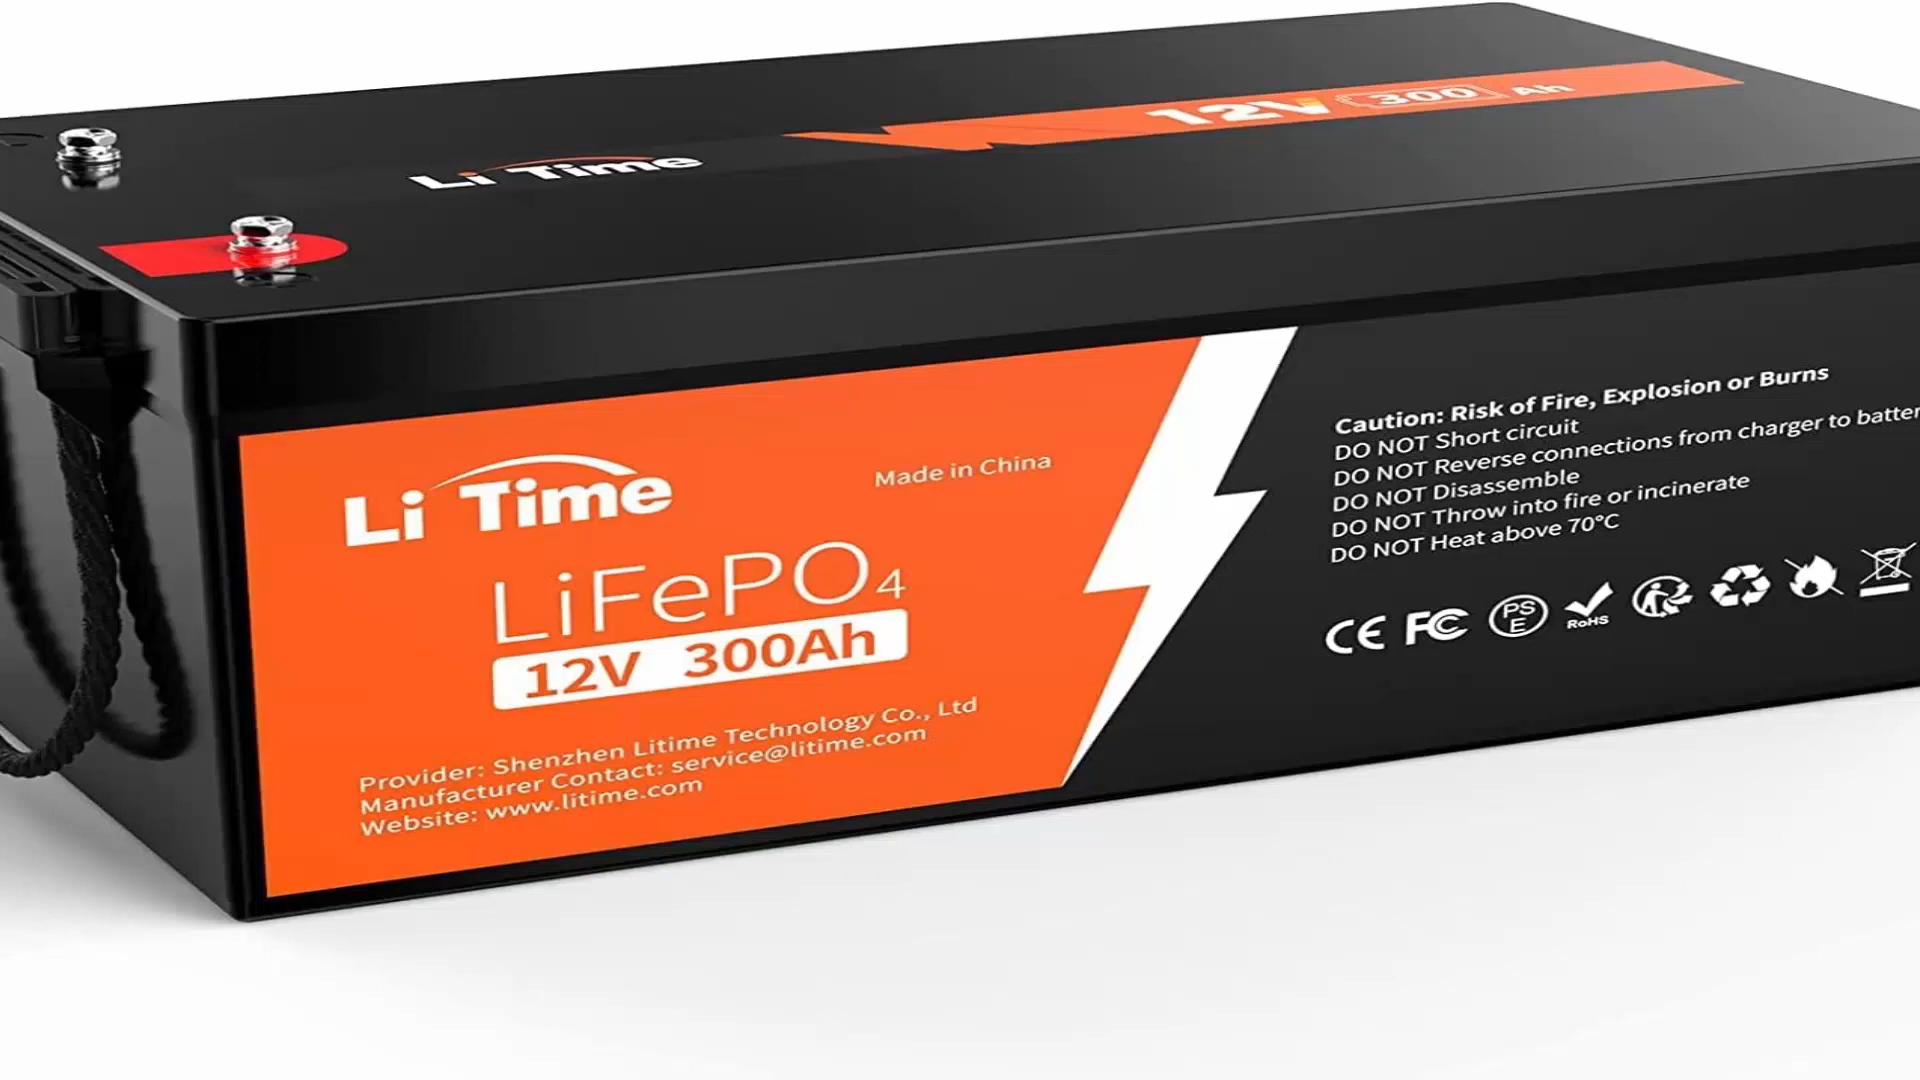 Li Time
12V 300 Ah
Li Time
Made in China
LiFePO4
12V 300Ah
Provider: Shenzhen Litime Technology Co., Ltd
Manufacturer Contact: service@litime.com
Website: www.litime.com
Caution: Risk of Fire, Explosion or Burns
DO NOT Short circuit
DO NOT Reverse connections from charger to
DO NOT Disassemble
DO NOT Throw into fire or incinerate
DO NOT Heat above 70°C
CE FC PS E RoHS